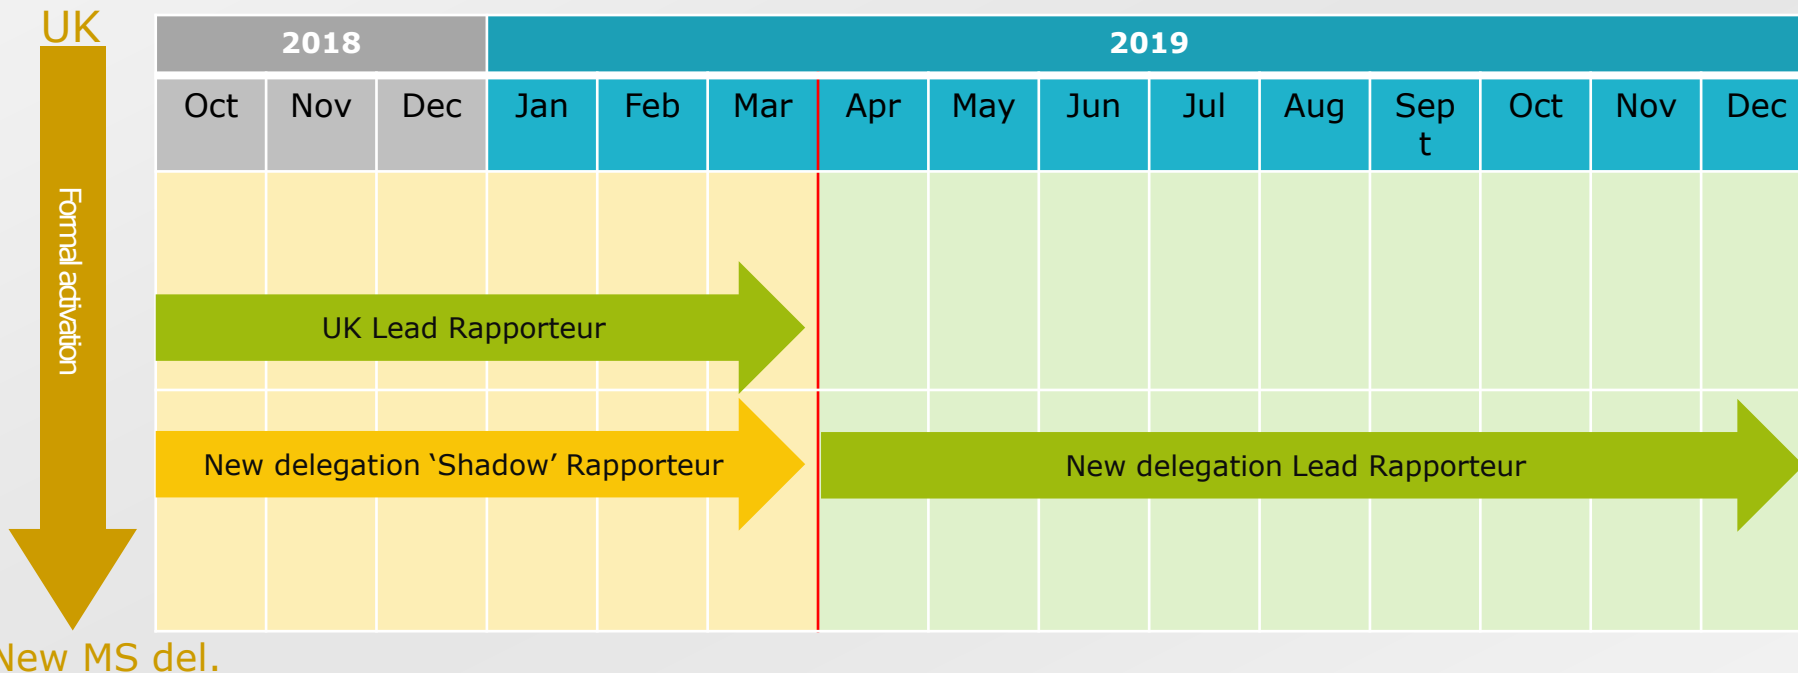 UK
2018
2019
Oct
Nov
Dec
Jan
Feb
Mar
Apr
May
Jun
Jul
Aug
Sep
t
Oct
Nov
Dec
Formal activation
UK Lead Rapporteur
New delegation ‘Shadow’ Rapporteur
New delegation Lead Rapporteur
New MS del.